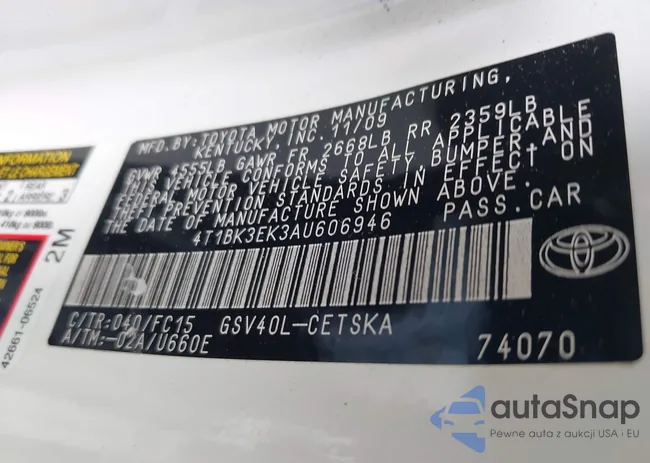 MFD.BY: TOYOTA MOTOR MANUFACTURING,
KENTUCKY, INC. 11/09
GVWR 4555LB GAWR FR 2668LB RR 2359LB
THIS VEHICLE CONFORMS TO ALL APPLICABLE
FEDERAL MOTOR VEHICLE SAFETY, BUMPER, AND
THEFT PREVENTION STANDARDS IN EFFECT ON
THE DATE OF MANUFACTURE SHOWN ABOVE.
4T1BK3EK3AU606946 PASS.CAR
C/TR: 040/FC15 GSV40L-CETSKA
A/TM:-02A/U660E
74070
2M
42661-06524
autaSnap
Pewne auta z aukcji USA i EU